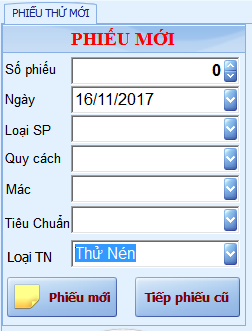 PHIẾU THỬ MỚI
PHIẾU MỚI
Số phiếu 0
Ngày 16/11/2017
Loại SP
Quy cách
Mác
Tiêu Chuẩn
Loại TN Thử Nén
Phiếu mới Tiếp phiếu cũ